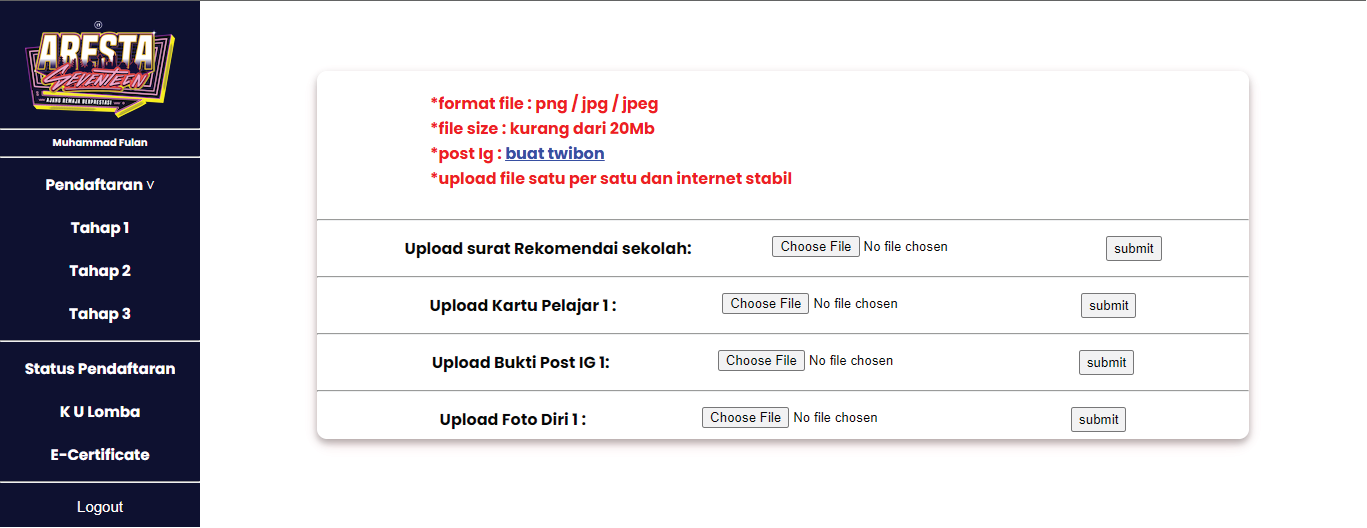 ARESTA
SEVENTEEN
AJANG REMAJA BERPRESTASI
Muhammad Fulan
Pendaftaran ˅
Tahap 1
Tahap 2
Tahap 3
Status Pendaftaran
K U Lomba
E-Certificate
Logout
*format file : png / jpg / jpeg
*file size : kurang dari 20Mb
*post Ig : buat twibon
*upload file satu per satu dan internet stabil
Upload surat Rekomendai sekolah: Choose File No file chosen submit
Upload Kartu Pelajar 1 : Choose File No file chosen submit
Upload Bukti Post IG 1: Choose File No file chosen submit
Upload Foto Diri 1 : Choose File No file chosen submit